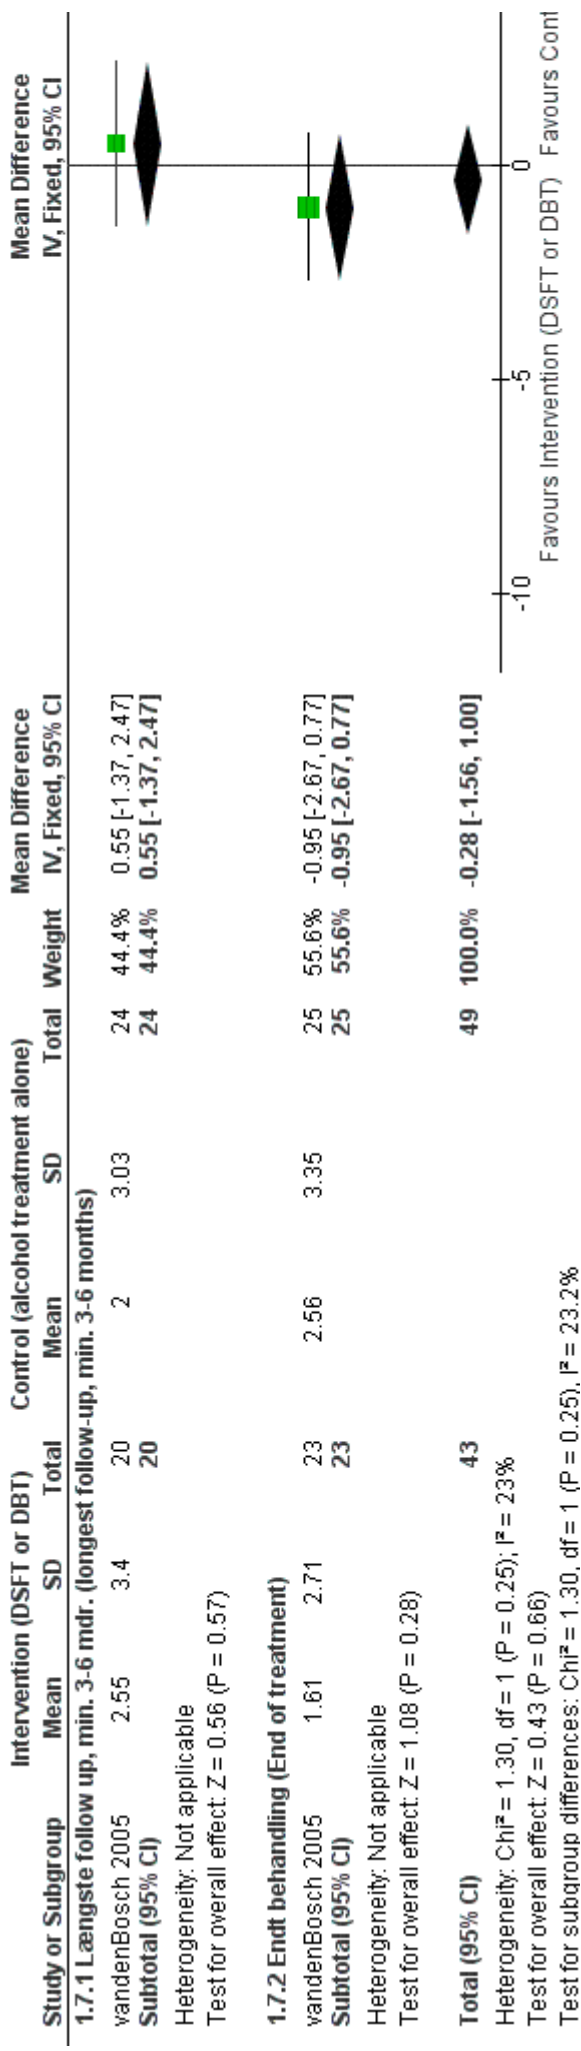 Intervention (DSFT or DBT) Control (alcohol treatment alone) Mean Difference Mean Difference
Study or Subgroup Mean SD Total Mean SD Total Weight IV, Fixed, 95% CI IV, Fixed, 95% CI
1.7.1 Længste follow up, min. 3-6 mdr. (longest follow-up, min. 3-6 months)
vandenBosch 2005 2.55 3.4 20 2 3.03 24 44.4% 0.55 [-1.37, 2.47]
Subtotal (95% CI) 20 24 44.4% 0.55 [-1.37, 2.47]
Heterogeneity: Not applicable
Test for overall effect: Z = 0.56 (P = 0.57)
1.7.2 Endt behandling (End of treatment)
vandenBosch 2005 1.61 2.71 23 2.56 3.35 25 55.6% -0.95 [-2.67, 0.77]
Subtotal (95% CI) 23 25 55.6% -0.95 [-2.67, 0.77]
Heterogeneity: Not applicable
Test for overall effect: Z = 1.08 (P = 0.28)
Total (95% CI) 43 49 100.0% -0.28 [-1.56, 1.00]
Heterogeneity: Chi² = 1.30, df = 1 (P = 0.25); I² = 23%
Test for overall effect: Z = 0.43 (P = 0.66)
Test for subgroup differences: Chi² = 1.30, df = 1 (P = 0.25), I² = 23.2%
-10 -5 0
Favours Intervention (DSFT or DBT) Favours Cont